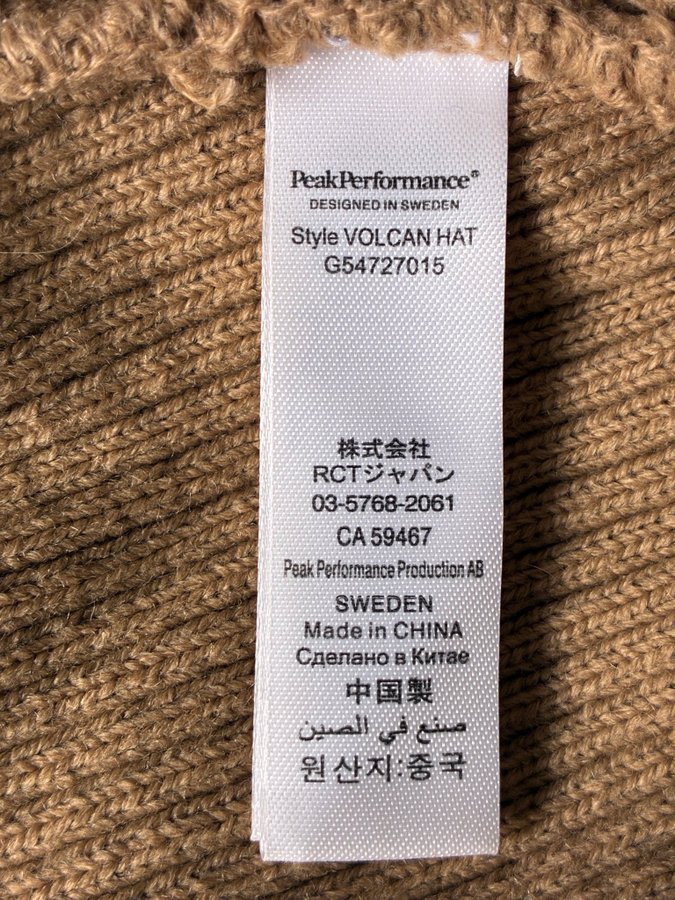 PeakPerformance®
DESIGNED IN SWEDEN
Style VOLCAN HAT
G54727015
株式会社
RCTジャパン
03-5768-2061
CA 59467
Peak Performance Production AB
SWEDEN
Made in CHINA
Сделано в Китае
中国製
صنع في الصين
원산지:중국